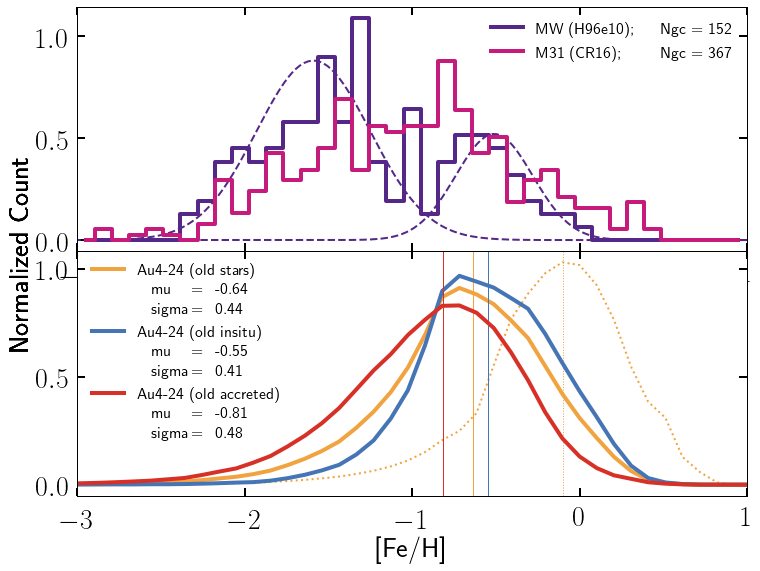 MW (H96e10); Ngc = 152
M31 (CR16); Ngc = 367
1.0
0.5
0.0
Normalized Count
Au4-24 (old stars)
mu = -0.64
sigma = 0.44
Au4-24 (old insitu)
mu = -0.55
sigma = 0.41
Au4-24 (old accreted)
mu = -0.81
sigma = 0.48
1.0
0.5
0.0
−3 −2 −1 0 1
[Fe/H]